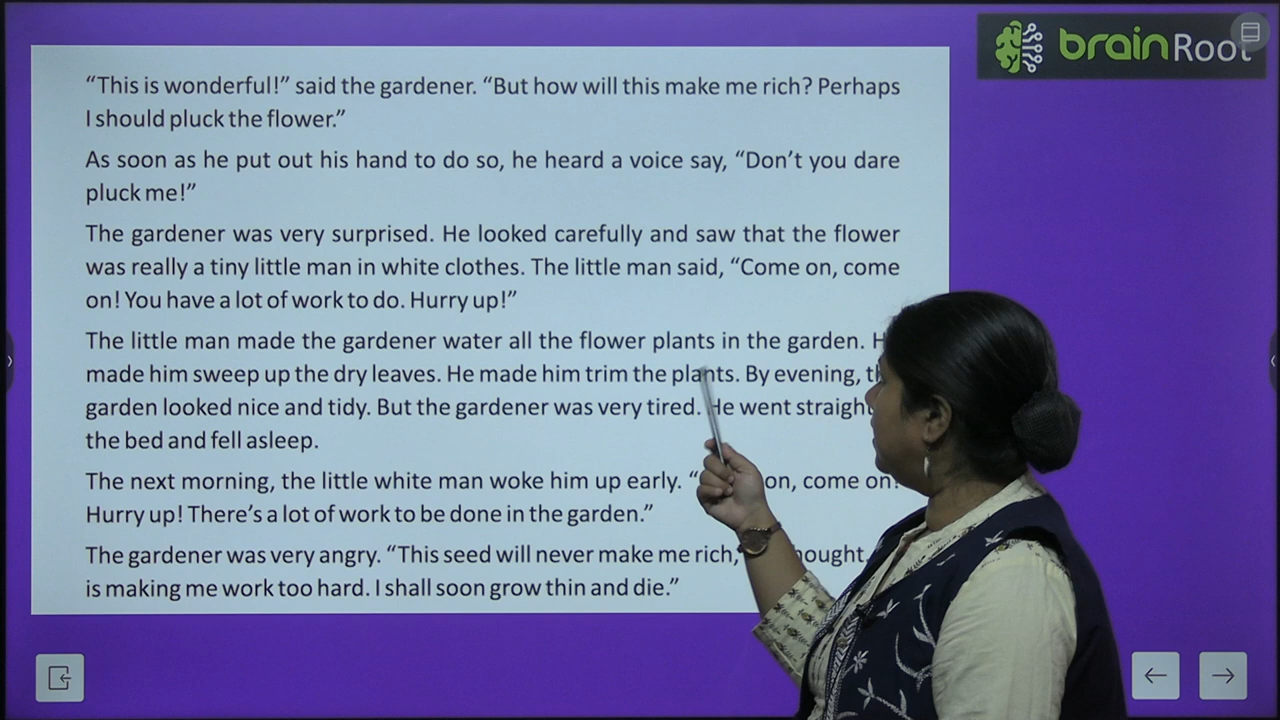 brainRoot
“This is wonderful!” said the gardener. “But how will this make me rich? Perhaps
I should pluck the flower.”
As soon as he put out his hand to do so, he heard a voice say, “Don’t you dare
pluck me!”
The gardener was very surprised. He looked carefully and saw that the flower
was really a tiny little man in white clothes. The little man said, “Come on, come
on! You have a lot of work to do. Hurry up!”
The little man made the gardener water all the flower plants in the garden.
made him sweep up the dry leaves. He made him trim the plants. By evening,
garden looked nice and tidy. But the gardener was very tired. He went straight
the bed and fell asleep.
The next morning, the little white man woke him up early. “ on, come on!
Hurry up! There’s a lot of work to be done in the garden.”
The gardener was very angry. “This seed will never make me rich,
is making me work too hard. I shall soon grow thin and die.”